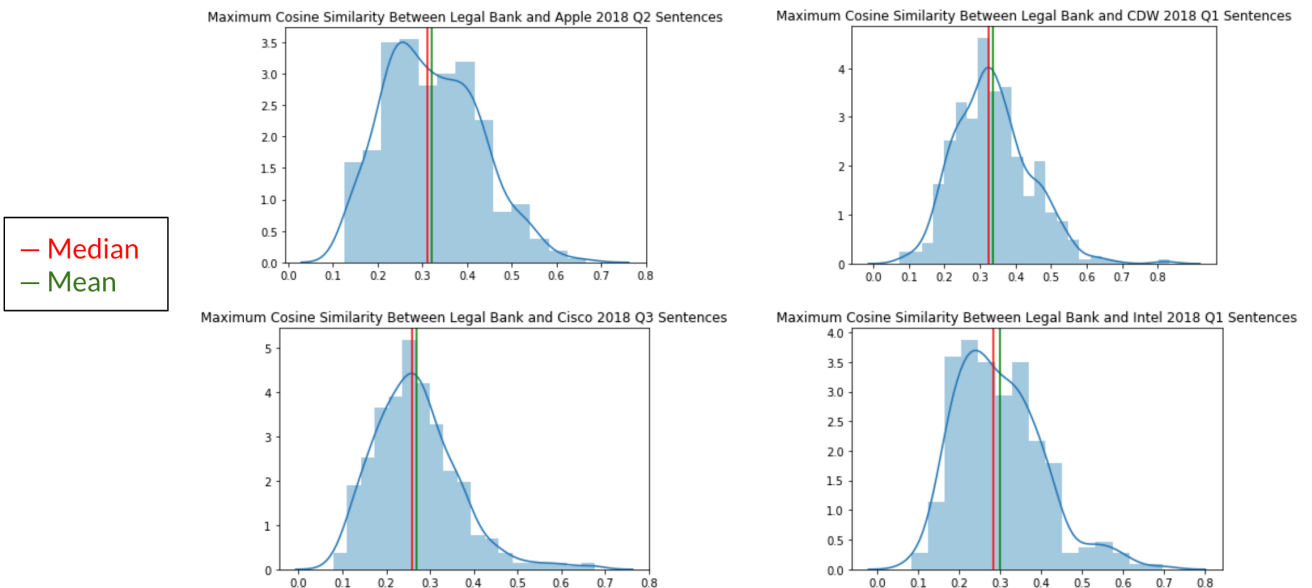 Maximum Cosine Similarity Between Legal Bank and Apple 2018 Q2 Sentences
3.5
3.0
2.5
2.0
1.5
1.0
0.5
0.0
0.0 0.1 0.2 0.3 0.4 0.5 0.6 0.7 0.8
Maximum Cosine Similarity Between Legal Bank and CDW 2018 Q1 Sentences
4
3
2
1
0
0.0 0.1 0.2 0.3 0.4 0.5 0.6 0.7 0.8
— Median
— Mean
Maximum Cosine Similarity Between Legal Bank and Cisco 2018 Q3 Sentences
5
4
3
2
1
0
0.0 0.1 0.2 0.3 0.4 0.5 0.6 0.7 0.8
Maximum Cosine Similarity Between Legal Bank and Intel 2018 Q1 Sentences
4.0
3.5
3.0
2.5
2.0
1.5
1.0
0.5
0.0
0.0 0.1 0.2 0.3 0.4 0.5 0.6 0.7 0.8